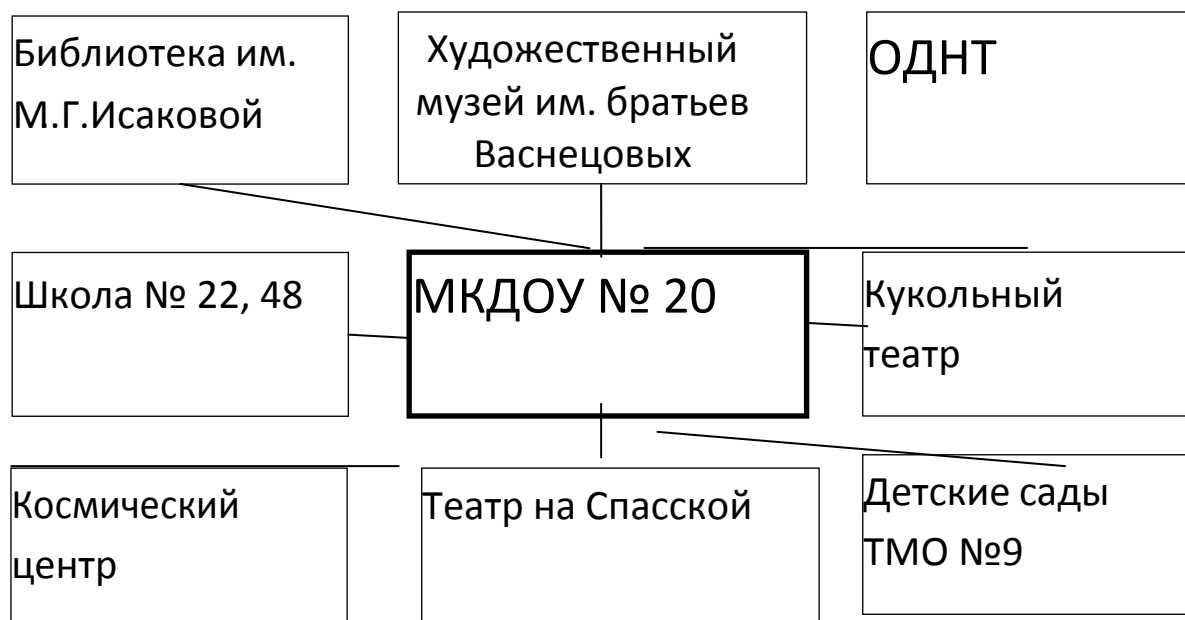 Библиотека им.
М.Г.Исаковой
Художественный
музей им. братьев
Васнецовых
ОДНТ
Школа № 22, 48
МКДОУ № 20
Кукольный
театр
Космический
центр
Театр на Спасской
Детские сады
ТМО №9